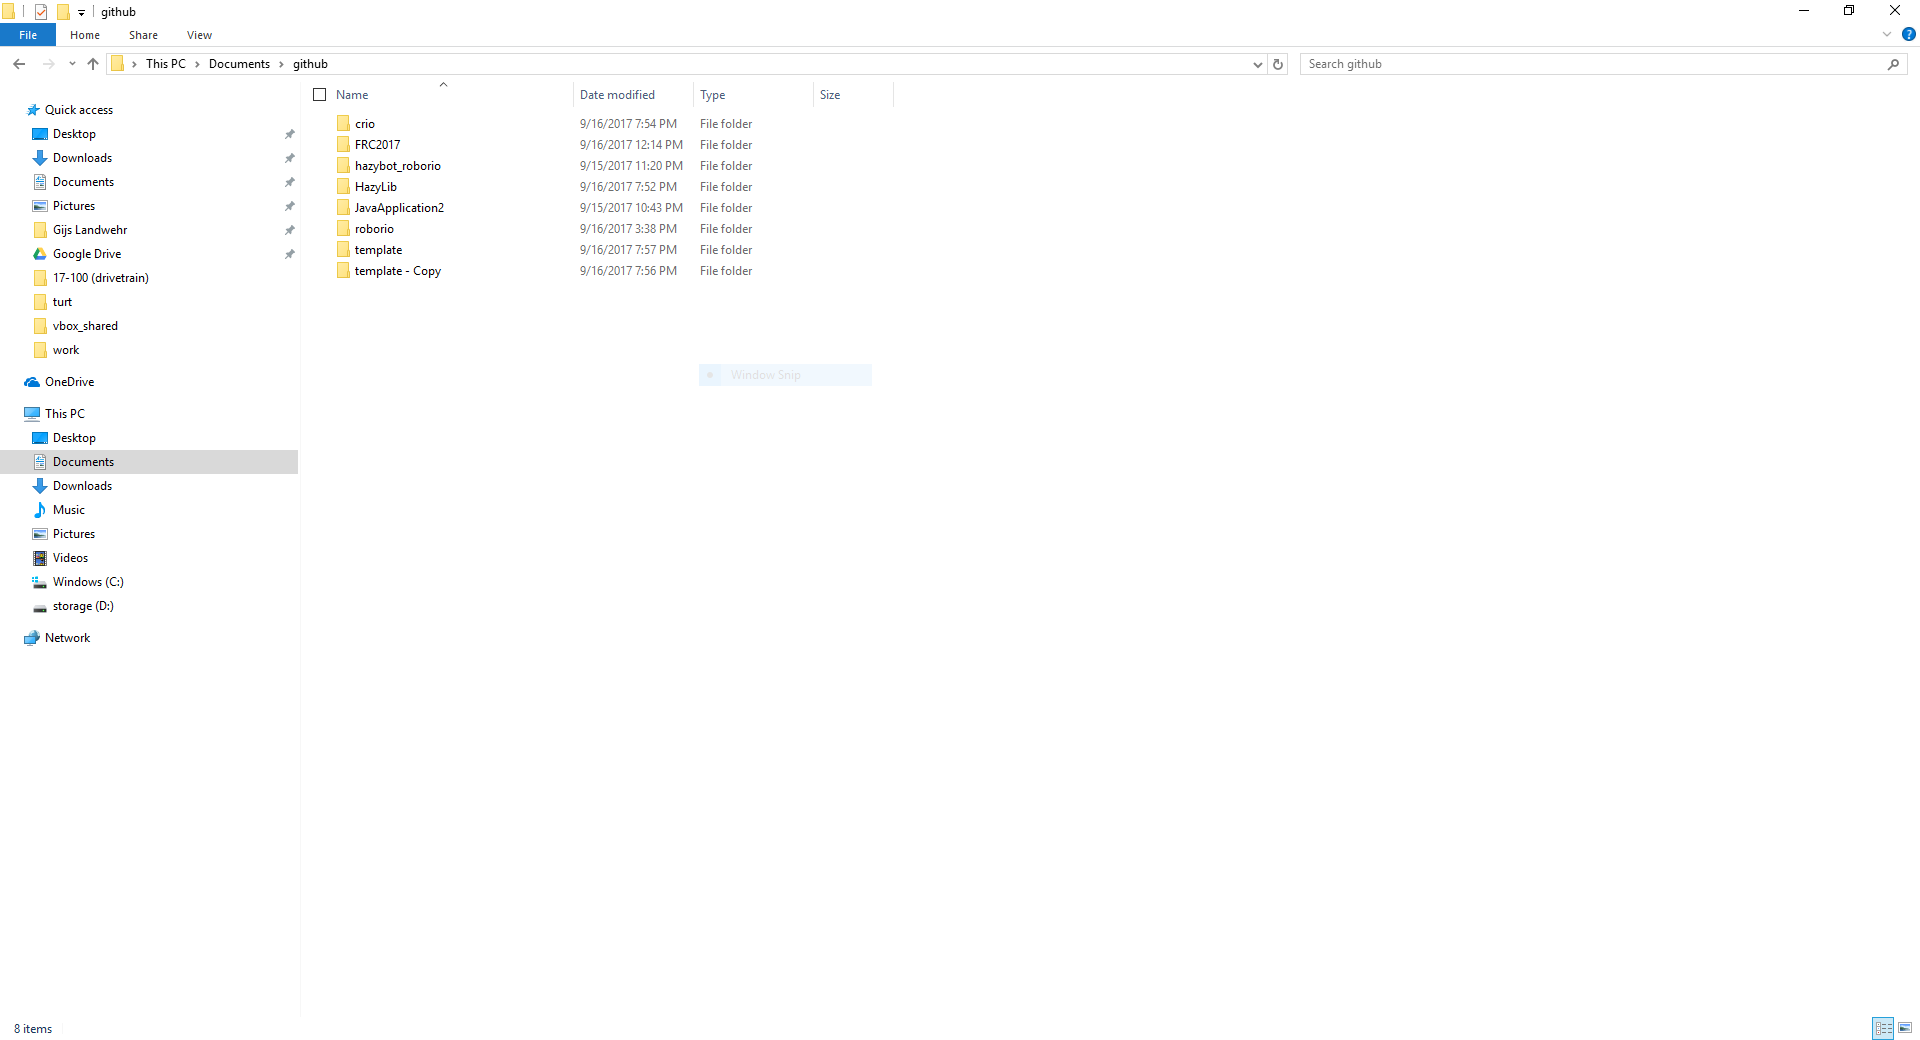 github
File Home Share View
This PC Documents github
Search github
Name Date modified Type Size
crio 9/16/2017 7:54 PM File folder
FRC2017 9/16/2017 12:14 PM File folder
hazybot_roborio 9/15/2017 11:20 PM File folder
HazyLib 9/16/2017 7:52 PM File folder
JavaApplication2 9/15/2017 10:43 PM File folder
roborio 9/16/2017 3:38 PM File folder
template 9/16/2017 7:57 PM File folder
template - Copy 9/16/2017 7:56 PM File folder
Window Snip
Quick access
Desktop
Downloads
Documents
Pictures
Gijs Landwehr
Google Drive
17-100 (drivetrain)
turt
vbox_shared
work
OneDrive
This PC
Desktop
Documents
Downloads
Music
Pictures
Videos
Windows (C:)
storage (D:)
Network
8 items